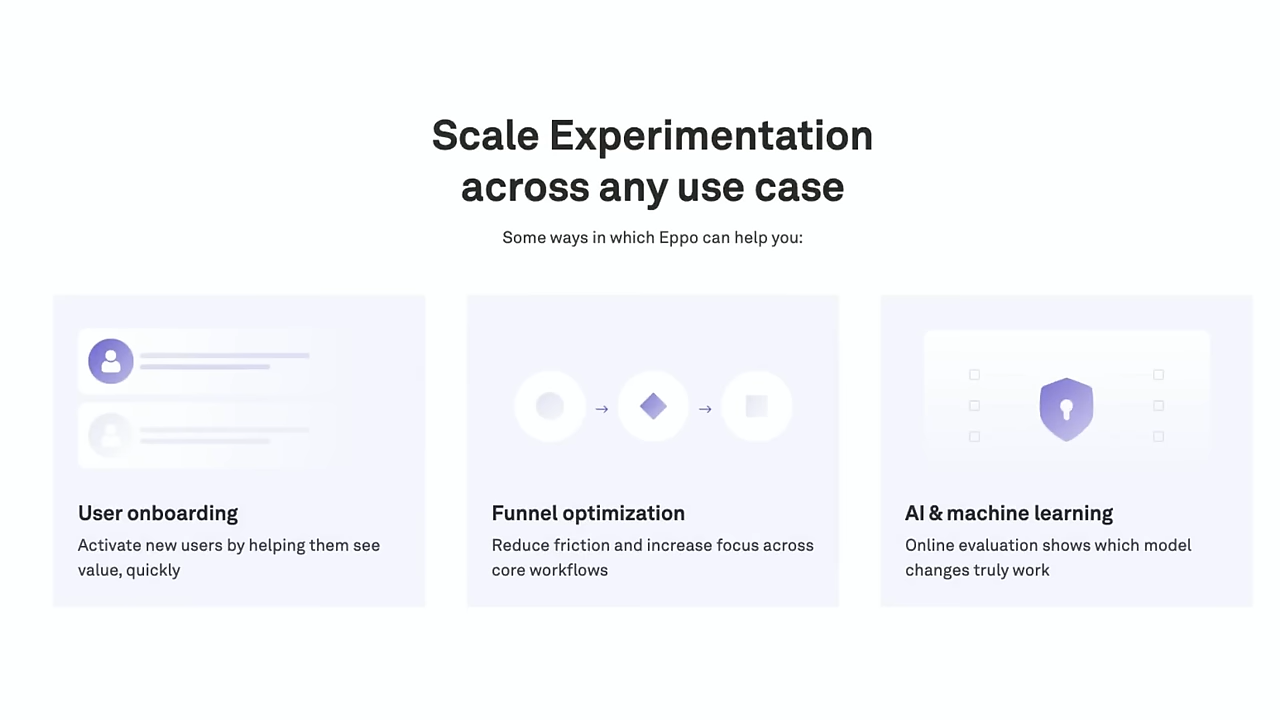 Scale Experimentation
across any use case
Some ways in which Eppo can help you:
User onboarding
Activate new users by helping them see
value, quickly
Funnel optimization
Reduce friction and increase focus across
core workflows
AI & machine learning
Online evaluation shows which model
changes truly work